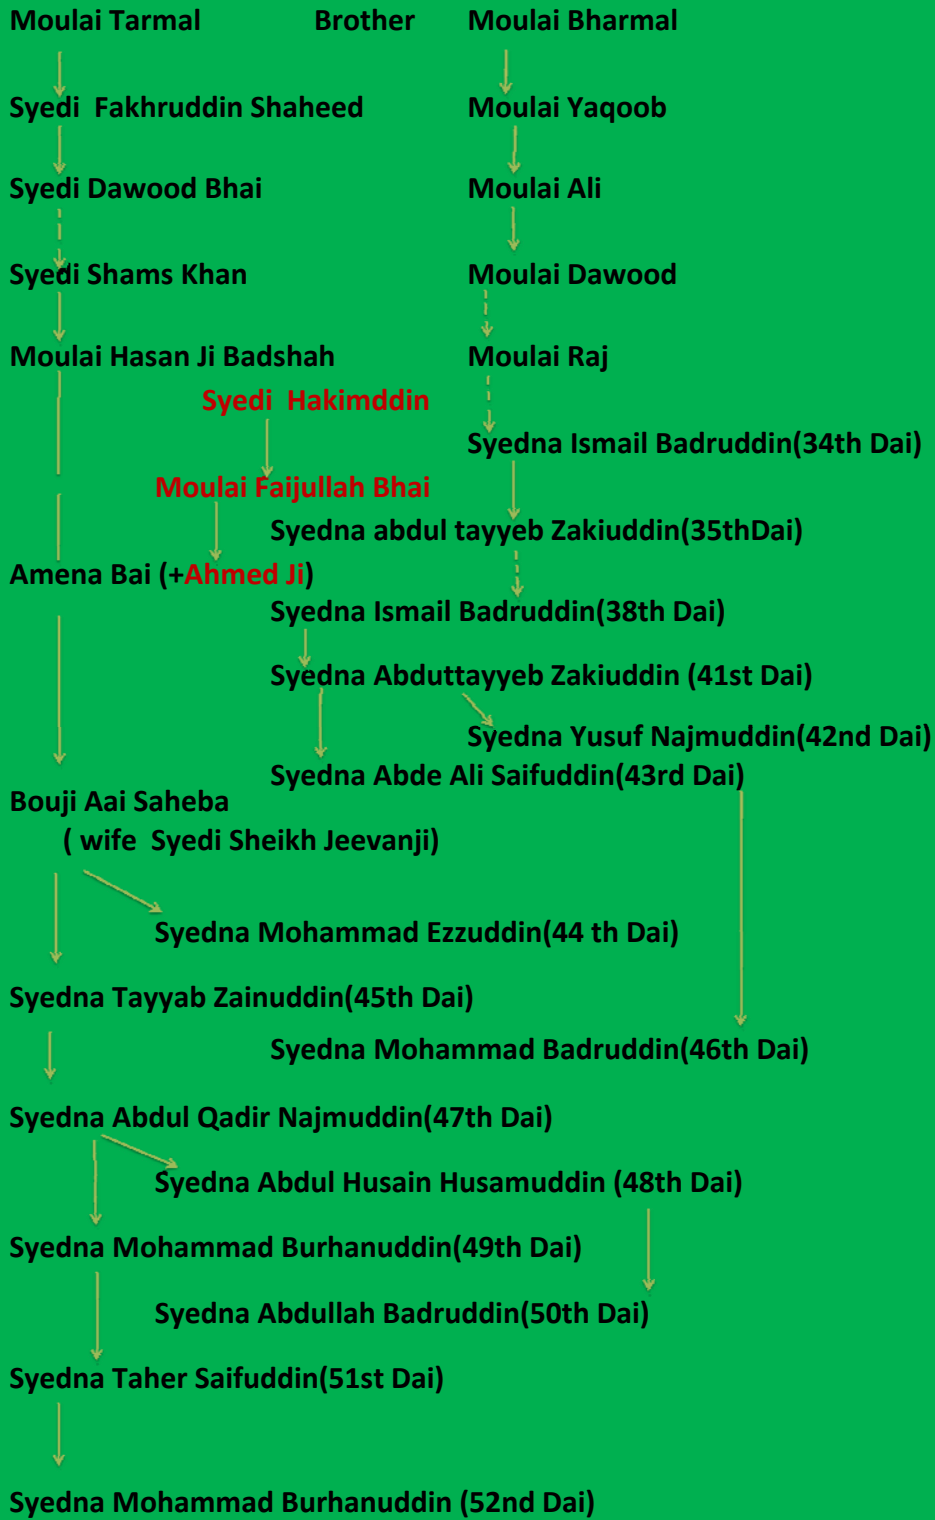 Moulai Tarmal Brother Moulai Bharmal
Syedi Fakhruddin Shaheed Moulai Yaqoob
Syedi Dawood Bhai Moulai Ali
Syedi Shams Khan Moulai Dawood
Moulai Hasan Ji Badshah Moulai Raj
Syedi Hakimddin
Syedna Ismail Badruddin(34th Dai)
Moulai Faijullah Bhai
Syedna abdul tayyeb Zakiuddin(35thDai)
Amena Bai (+Ahmed Ji)
Syedna Ismail Badruddin(38th Dai)
Syedna Abduttayyeb Zakiuddin (41st Dai)
Syedna Yusuf Najmuddin(42nd Dai)
Syedna Abde Ali Saifuddin(43rd Dai)
Bouji Aai Saheba
( wife Syedi Sheikh Jeevanji)
Syedna Mohammad Ezzuddin(44 th Dai)
Syedna Tayyab Zainuddin(45th Dai)
Syedna Mohammad Badruddin(46th Dai)
Syedna Abdul Qadir Najmuddin(47th Dai)
Syedna Abdul Husain Husamuddin (48th Dai)
Syedna Mohammad Burhanuddin(49th Dai)
Syedna Abdullah Badruddin(50th Dai)
Syedna Taher Saifuddin(51st Dai)
Syedna Mohammad Burhanuddin (52nd Dai)